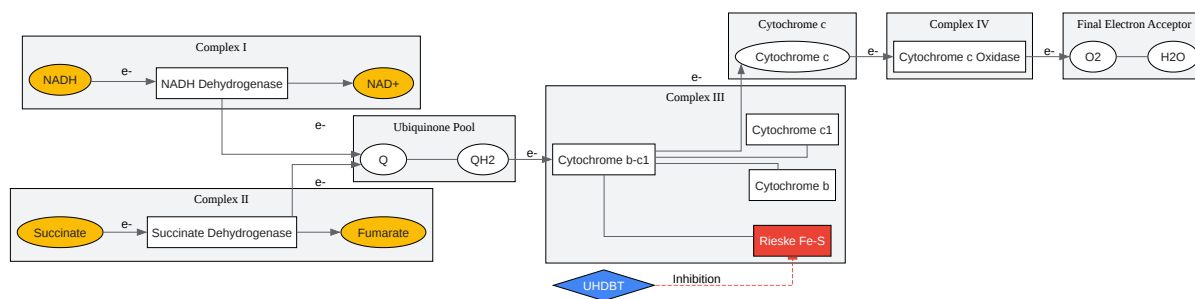 Complex I
NADH
e-
NADH Dehydrogenase
NAD+
e-
Ubiquinone Pool
Q
QH2
e-
e-
Complex II
Succinate
e-
Succinate Dehydrogenase
Fumarate
Complex III
Cytochrome b-c1
Cytochrome c1
Cytochrome b
Rieske Fe-S
UHDBT
Inhibition
e-
Cytochrome c
Cytochrome c
e-
Complex IV
Cytochrome c Oxidase
e-
Final Electron Acceptor
O2
H2O